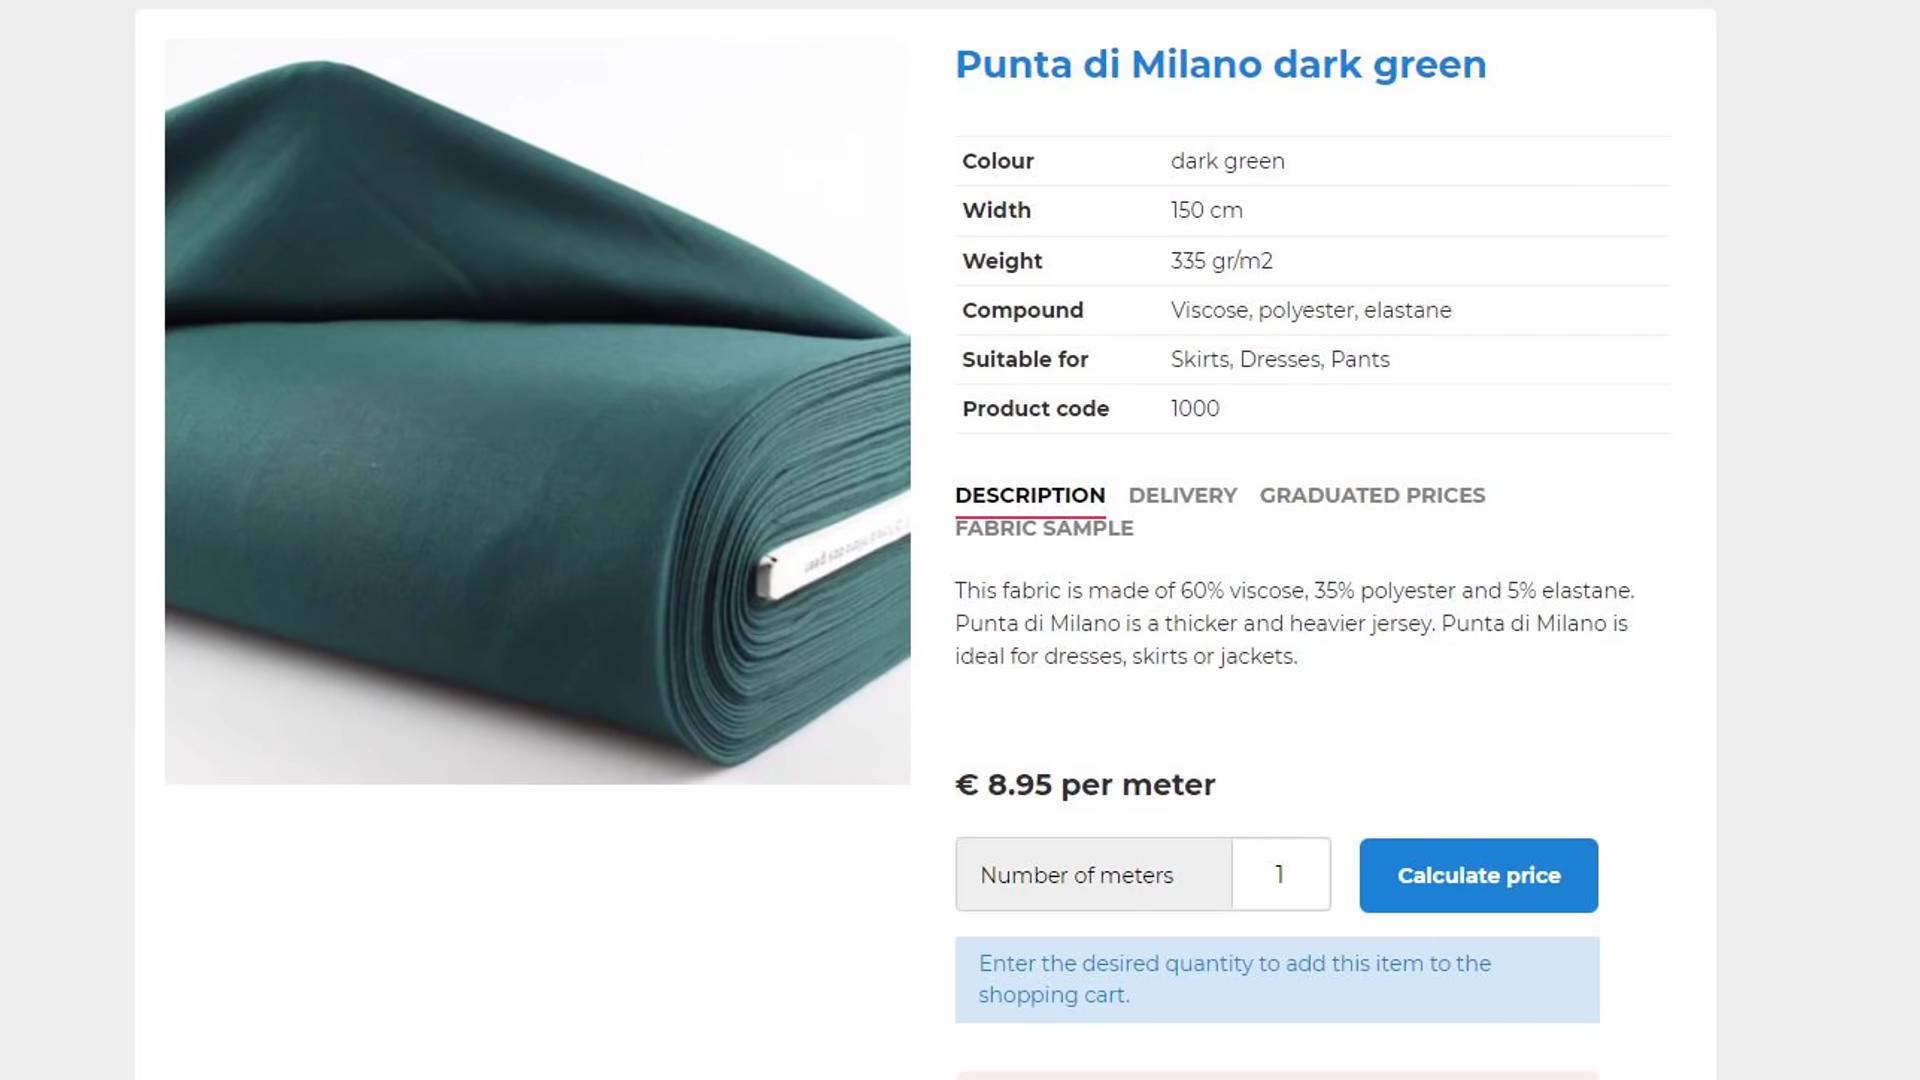 Punta di Milano dark green
Colour dark green
Width 150 cm
Weight 335 gr/m2
Compound Viscose, polyester, elastane
Suitable for Skirts, Dresses, Pants
Product code 1000
DESCRIPTION DELIVERY GRADUATED PRICES
FABRIC SAMPLE
This fabric is made of 60% viscose, 35% polyester and 5% elastane.
Punta di Milano is a thicker and heavier jersey. Punta di Milano is
ideal for dresses, skirts or jackets.
€ 8.95 per meter
Number of meters 1 Calculate price
Enter the desired quantity to add this item to the
shopping cart.